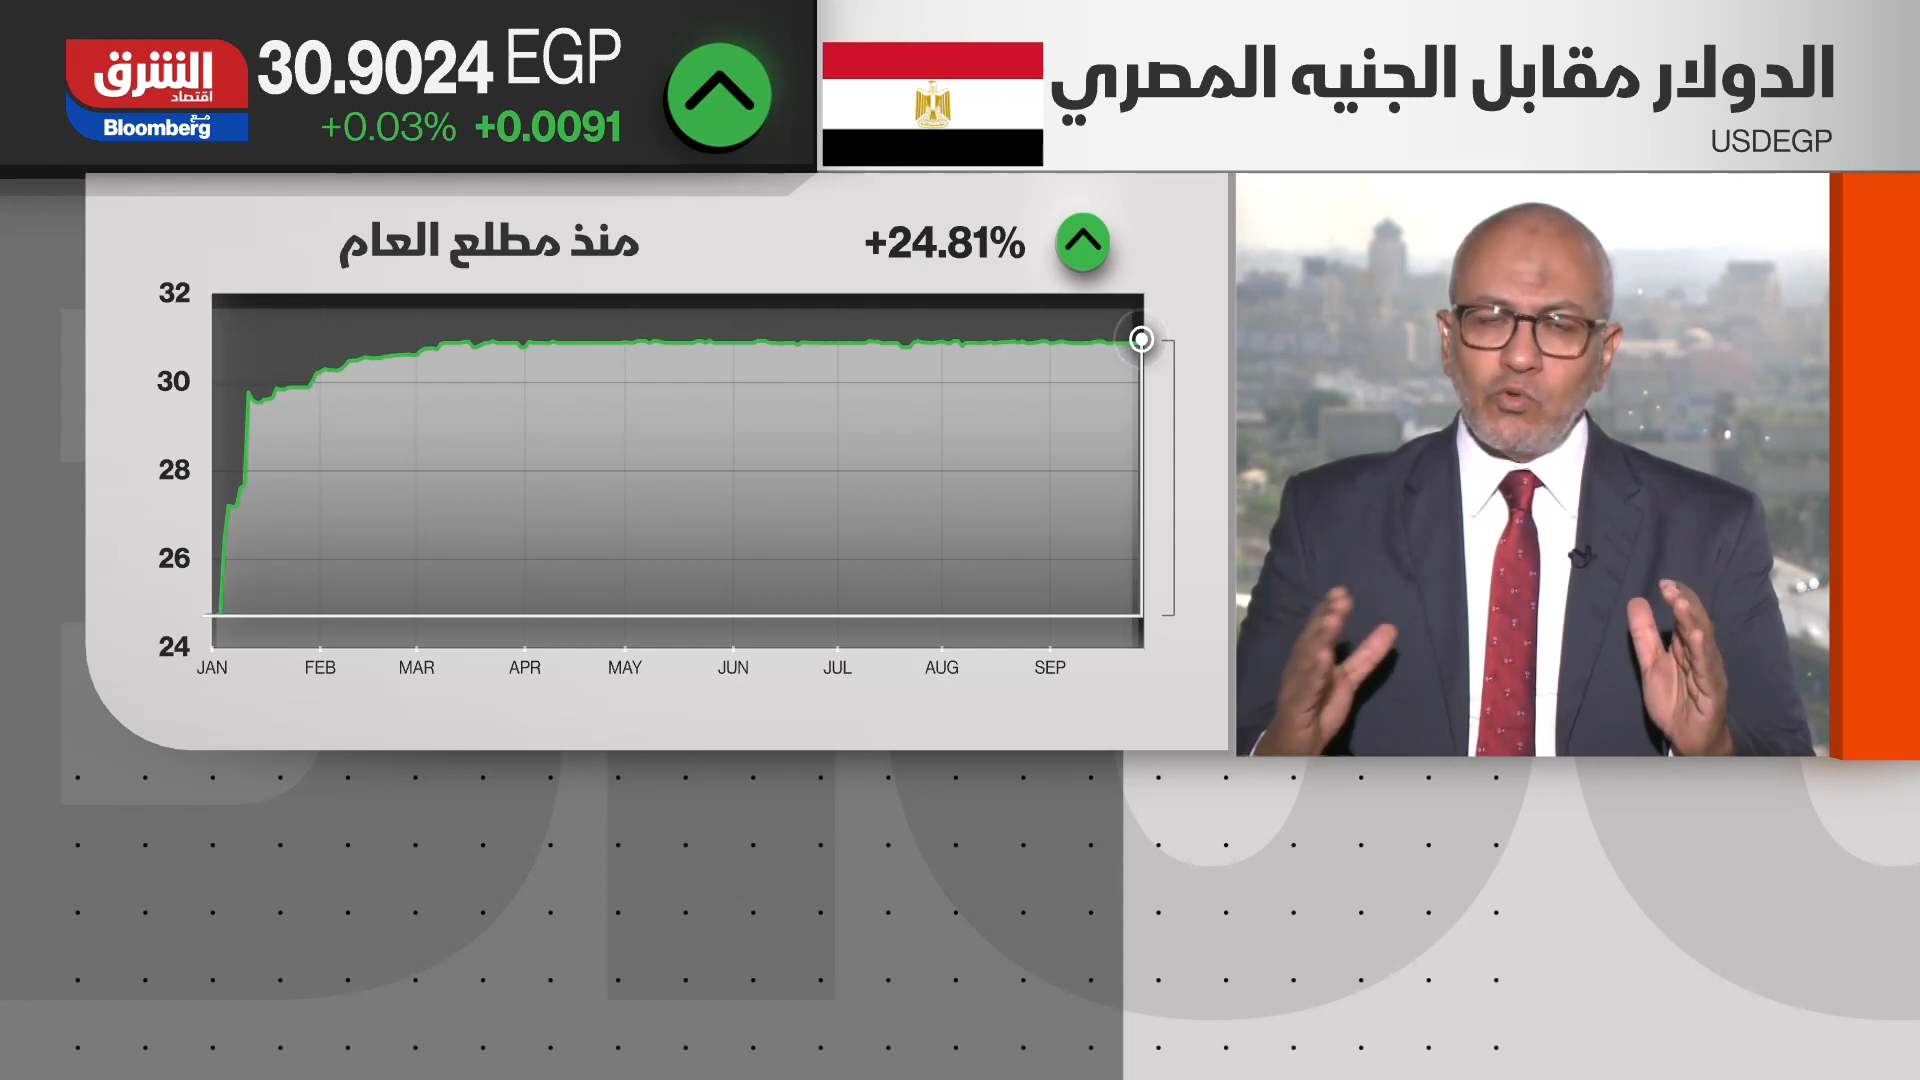 الدولار مقابل الجنيه المصري
USDEGP
30.9024 EGP
+0.03% +0.0091
الشرق
اقتصاد
مع
Bloomberg
منذ مطلع العام
+24.81%
32
30
28
26
24
JAN FEB MAR APR MAY JUN JUL AUG SEP